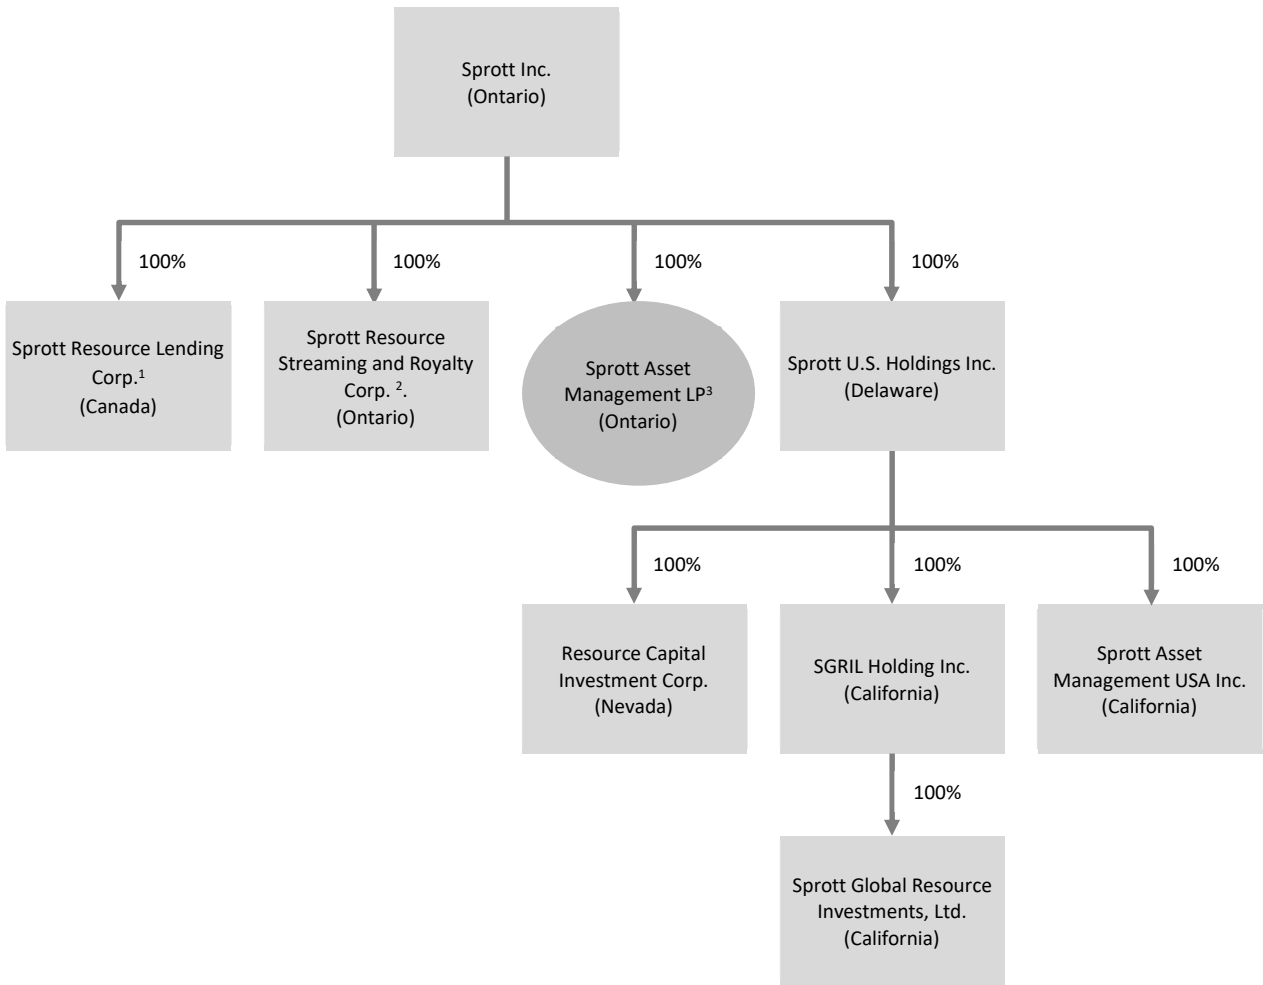 Sprott Inc.
(Ontario)
100%
100%
100%
100%
Sprott Resource Lending
Corp.¹
(Canada)
Sprott Resource
Streaming and Royalty
Corp. ².
(Ontario)
Sprott Asset
Management LP³
(Ontario)
Sprott U.S. Holdings Inc.
(Delaware)
100%
100%
100%
Resource Capital
Investment Corp.
(Nevada)
SGRIL Holding Inc.
(California)
Sprott Asset
Management USA Inc.
(California)
100%
Sprott Global Resource
Investments, Ltd.
(California)